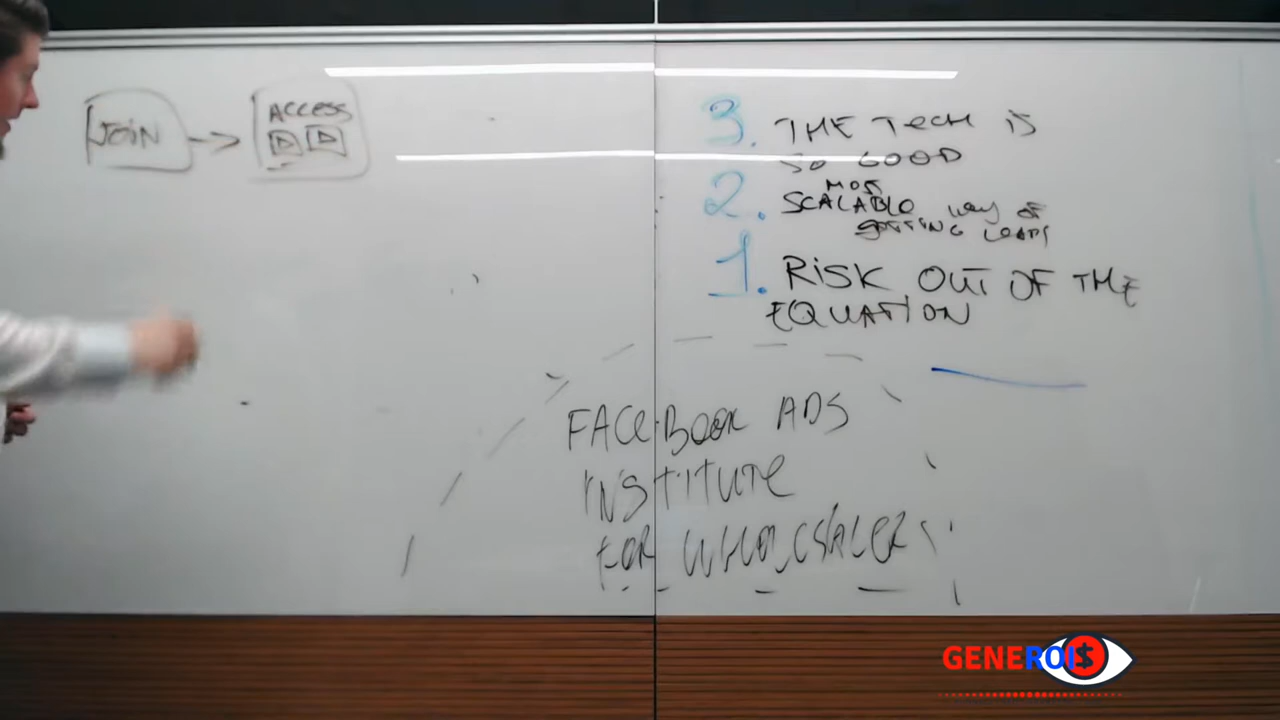 JOIN
ACCESS
3. THE TECH IS
SO GOOD
2. MOST
SCALABLE way of
GETTING LEADS
1. RISK OUT OF THE
EQUATION
FACEBOOK ADS
INSTITUTE
FOR WHOLESALERS
GENEROI$